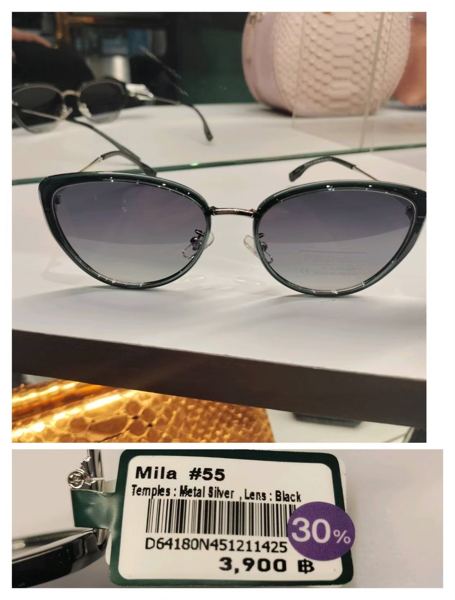 Mila #55
Temples : Metal Silver , Lens : Black
D64180N451211425
30%
3,900 ฿